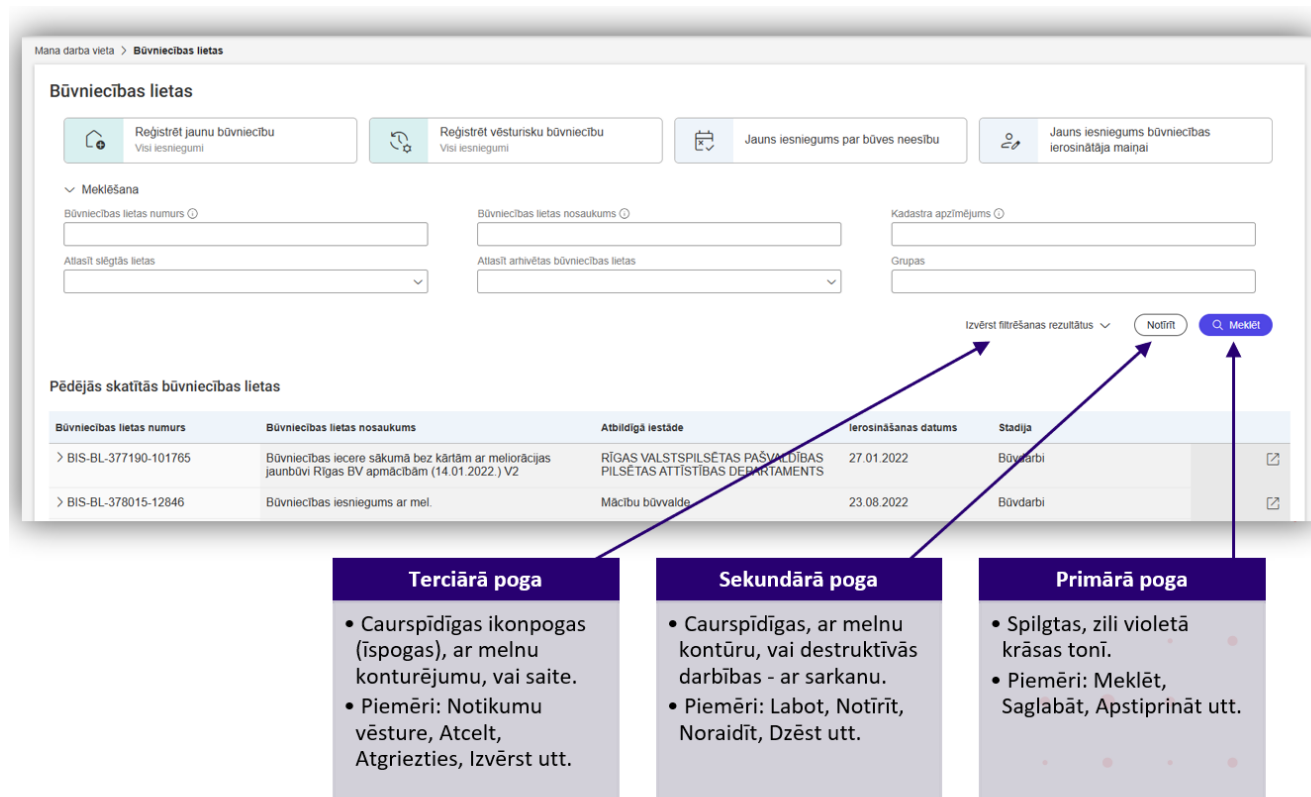 Mana darba vieta > Būvniecības lietas
Būvniecības lietas
Reģistrēt jaunu būvniecību
Visi iesniegumi
Reģistrēt vēsturisku būvniecību
Visi iesniegumi
Jauns iesniegums par būves neesību
Jauns iesniegums būvniecības
ierosinātāja maiņai
Meklēšana
Būvniecības lietas numurs
Būvniecības lietas nosaukums
Kadastra apzīmējums
Atlasīt slēgtās lietas
Atlasīt arhivētas būvniecības lietas
Grupas
Izvērst filtrēšanas rezultātus
Notīrīt
Meklēt
Pēdējās skatītās būvniecības lietas
Būvniecības lietas numurs Būvniecības lietas nosaukums Atbildīgā iestāde Ierosināšanas datums Stadija
> BIS-BL-377190-101765
Būvniecības iecere sākumā bez kārtām ar meliorācijas
jaunbūvi Rīgas BV apmācībām (14.01.2022.) V2
RĪGAS VALSTSPILSĒTAS PAŠVALDĪBAS
PILSĒTAS ATTĪSTĪBAS DEPARTAMENTS
27.01.2022
Būvdarbi
> BIS-BL-378015-12846
Būvniecības iesniegums ar mel.
Mācību būvvalde
23.08.2022
Būvdarbi
Terciārā poga
• Caurspīdīgas ikonpogas
(īspogas), ar melnu
konturējumu, vai saite.
• Piemēri: Notikumu
vēsture, Atcelt,
Atgriezties, Izvērst utt.
Sekundārā poga
• Caurspīdīgas, ar melnu
kontūru, vai destruktīvās
darbības - ar sarkanu.
• Piemēri: Labot, Notīrīt,
Noraidīt, Dzēst utt.
Primārā poga
• Spilgtas, zili violetā
krāsas tonī.
• Piemēri: Meklēt,
Saglabāt, Apstiprināt utt.